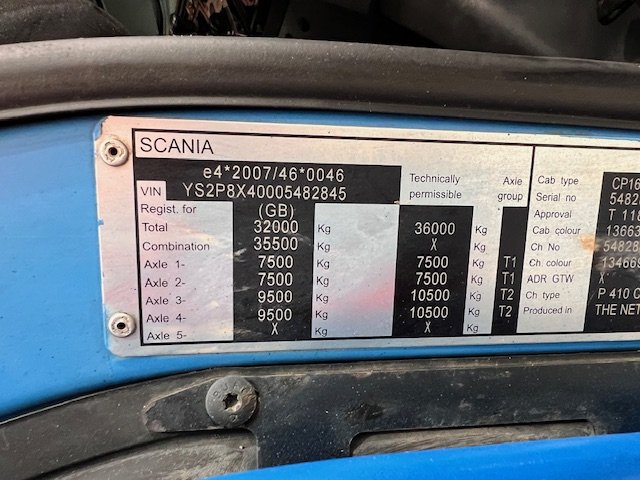 SCANIA
e4*2007/46*0046
VIN YS2P8X40005482845
Technically permissible
Axle group
Regist. for (GB)
Total 32000 Kg 36000 Kg
Combination 35500 Kg X Kg
Axle 1- 7500 Kg 7500 Kg T1
Axle 2- 7500 Kg 7500 Kg T1
Axle 3- 9500 Kg 10500 Kg T2
Axle 4- 9500 Kg 10500 Kg T2
Axle 5- X Kg X Kg
Cab type CP16
Serial no
Approval
Cab colour
Ch No
Ch. colour
ADR GTW X
Ch type P 410
Produced in THE